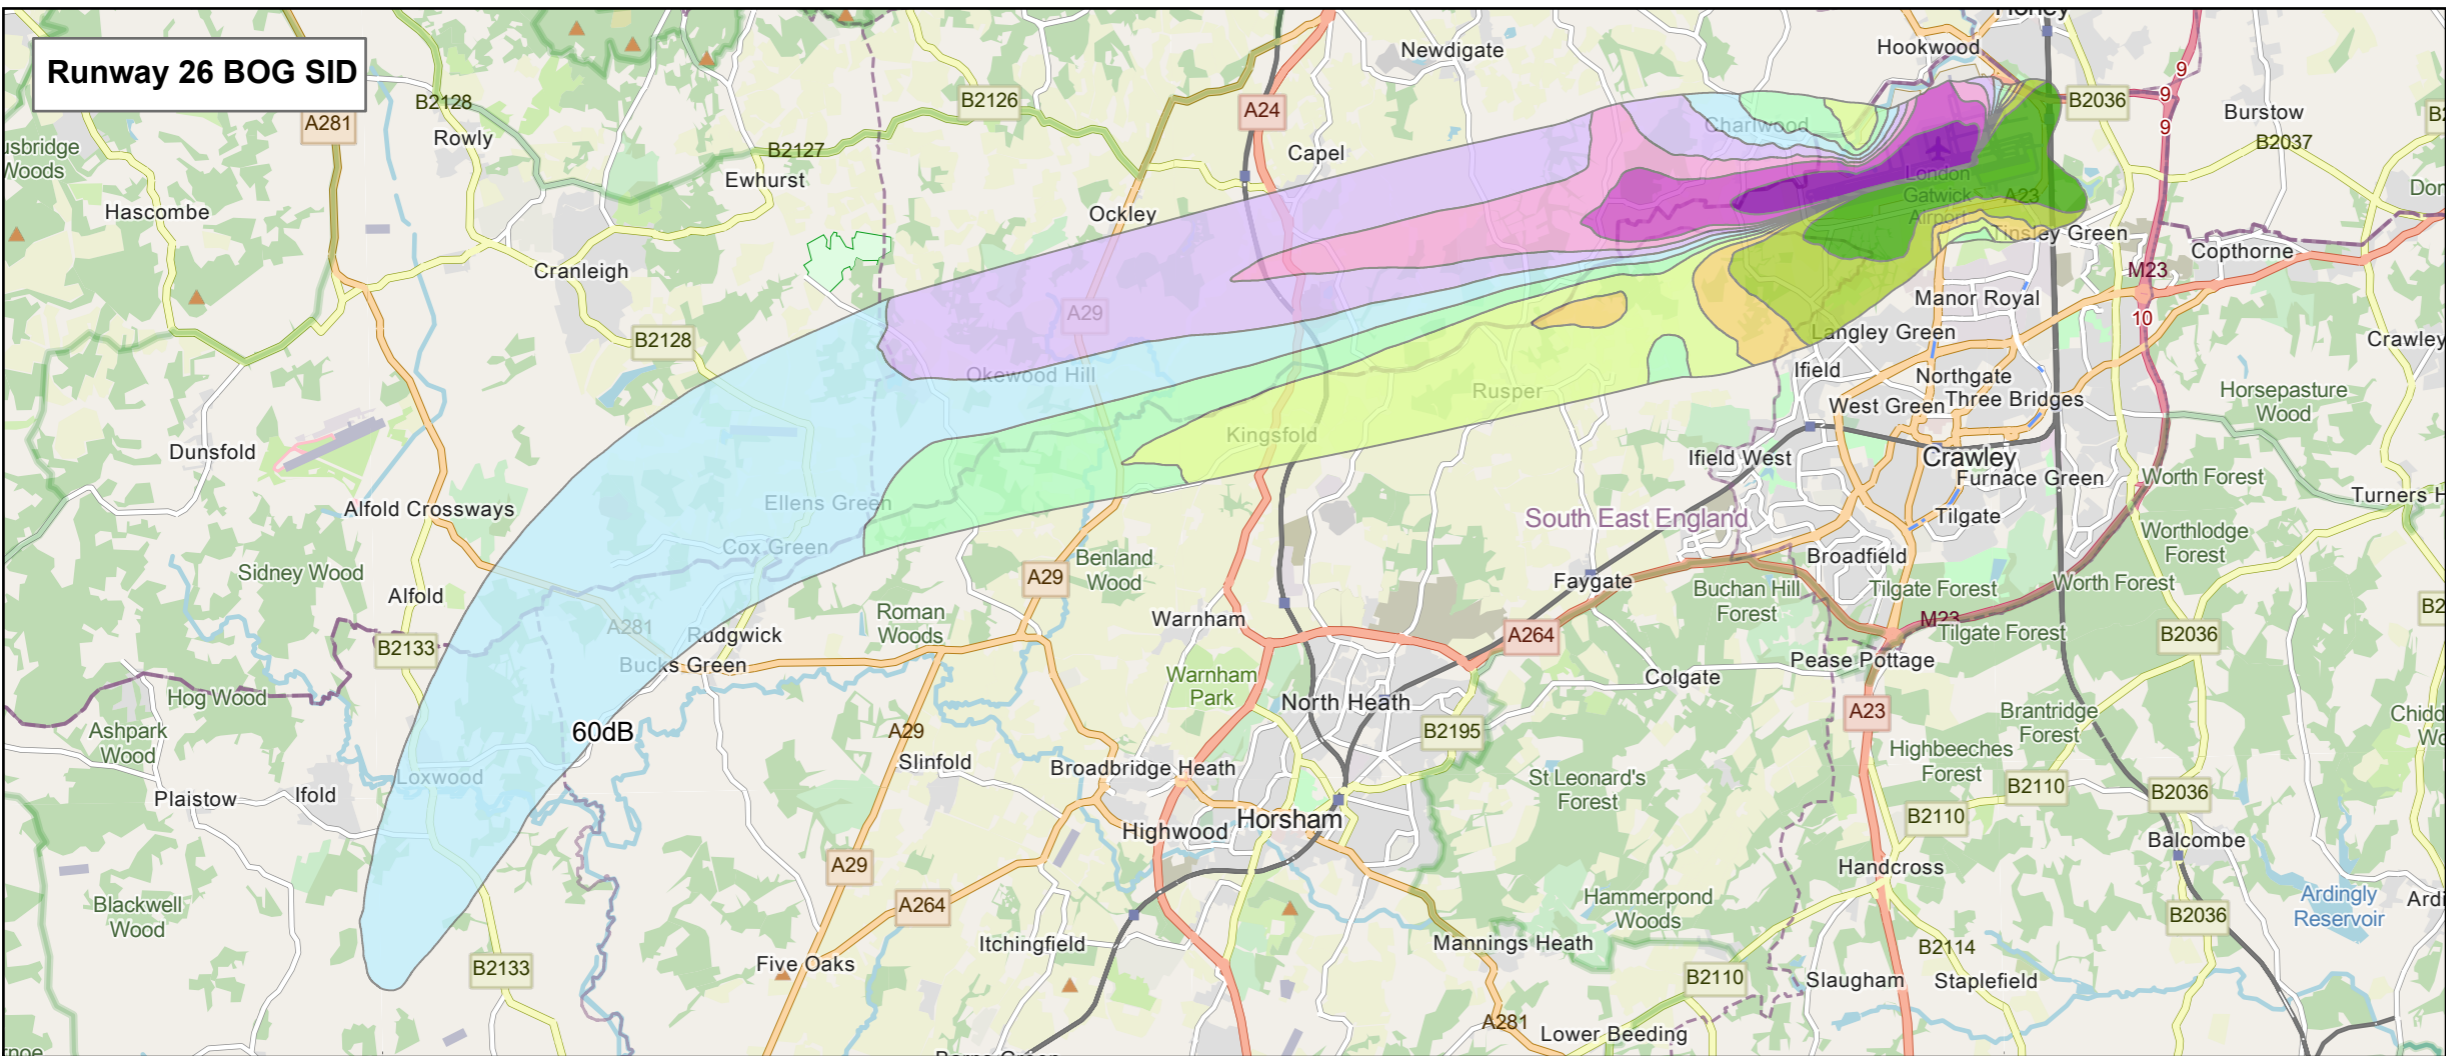 Horley
Newdigate
Hookwood
Runway 26 BOG SID
9
9
9
B2128
B2126
A24
B2036
Burstow
A281
Rowly
B2127
Charlwood
B2037
Capel
Ewhurst
London
Gatwick
Airport
A23
Hascombe
Ockley
Tinsley Green
Copthorne
Cranleigh
M23
A29
Manor Royal
10
B2128
Langley Green
Crawley
Okewood Hill
Ifield
Northgate
Rusper
Horsepasture
Wood
West Green
Three Bridges
Kingsfold
Dunsfold
Ifield West
Crawley
Furnace Green
Worth Forest
Alfold Crossways
Ellens Green
South East England
Tilgate
Turners H
Cox Green
Worthlodge
Forest
Benland
Wood
Broadfield
Sidney Wood
A29
Faygate
Buchan Hill
Forest
Tilgate Forest
Worth Forest
Alfold
Roman
Woods
Warnham
M23
A281
Rudgwick
A264
Tilgate Forest
B2036
B2133
Bucks Green
Pease Pottage
Warnham
Park
Colgate
Hog Wood
North Heath
A23
Brantridge
Forest
Ashpark
Wood
60dB
A29
B2195
Highbeeches
Forest
Slinfold
Broadbridge Heath
Loxwood
St Leonard's
Forest
B2110
B2036
Plaistow
Ifold
Horsham
B2110
Highwood
Balcombe
A29
Handcross
Blackwell
Wood
A264
Hammerpond
Woods
Ardingly
Reservoir
Ardi
B2036
Itchingfield
Mannings Heath
B2114
Five Oaks
B2133
B2110
Slaugham
Staplefield
A281
Lower Beeding